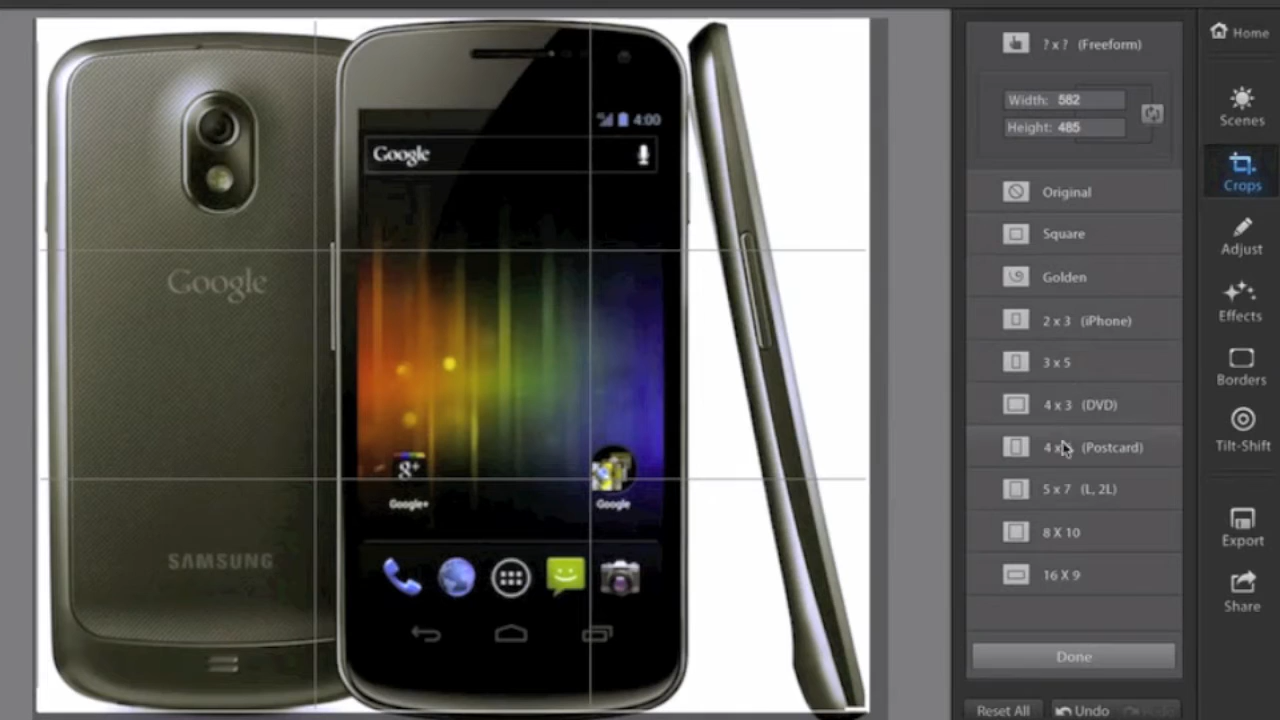 ? x ? (Freeform)
Home
Width: 582
Height: 485
Scenes
Crops
Adjust
Effects
Borders
Tilt-Shift
Export
Share
Original
Square
Golden
2 x 3 (iPhone)
3 x 5
4 x 3 (DVD)
4 x (Postcard)
5 x 7 (L, 2L)
8 X 10
16 X 9
Done
Reset All
Undo
4:00
Google
Google
g+
Google+
Google
SAMSUNG